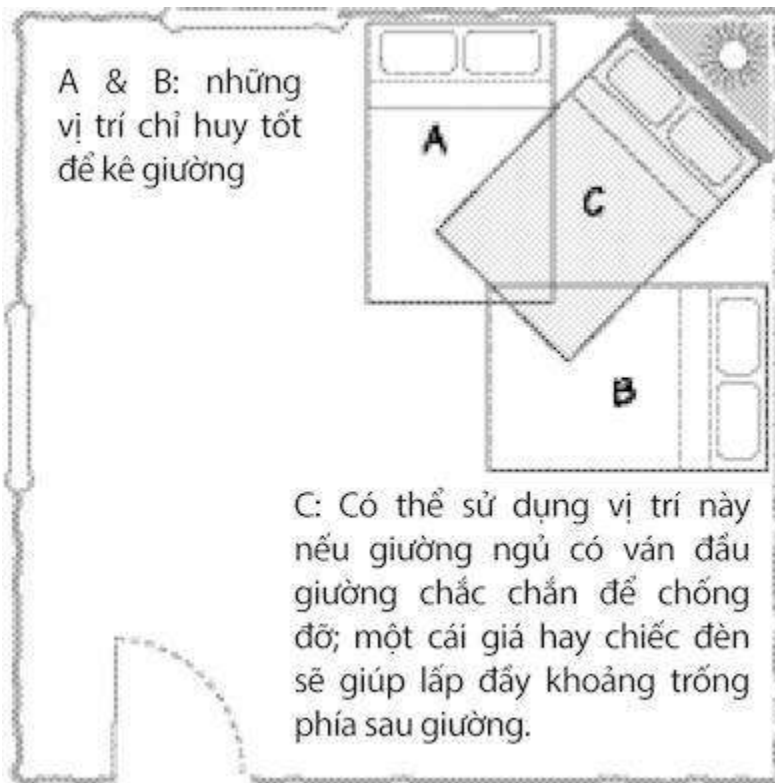 A & B: những
vị trí chỉ huy tốt
để kê giường
A
C
B
C: Có thể sử dụng vị trí này
nếu giường ngủ có ván đầu
giường chắc chắn để chống
đỡ; một cái giá hay chiếc đèn
sẽ giúp lấp đầy khoảng trống
phía sau giường.